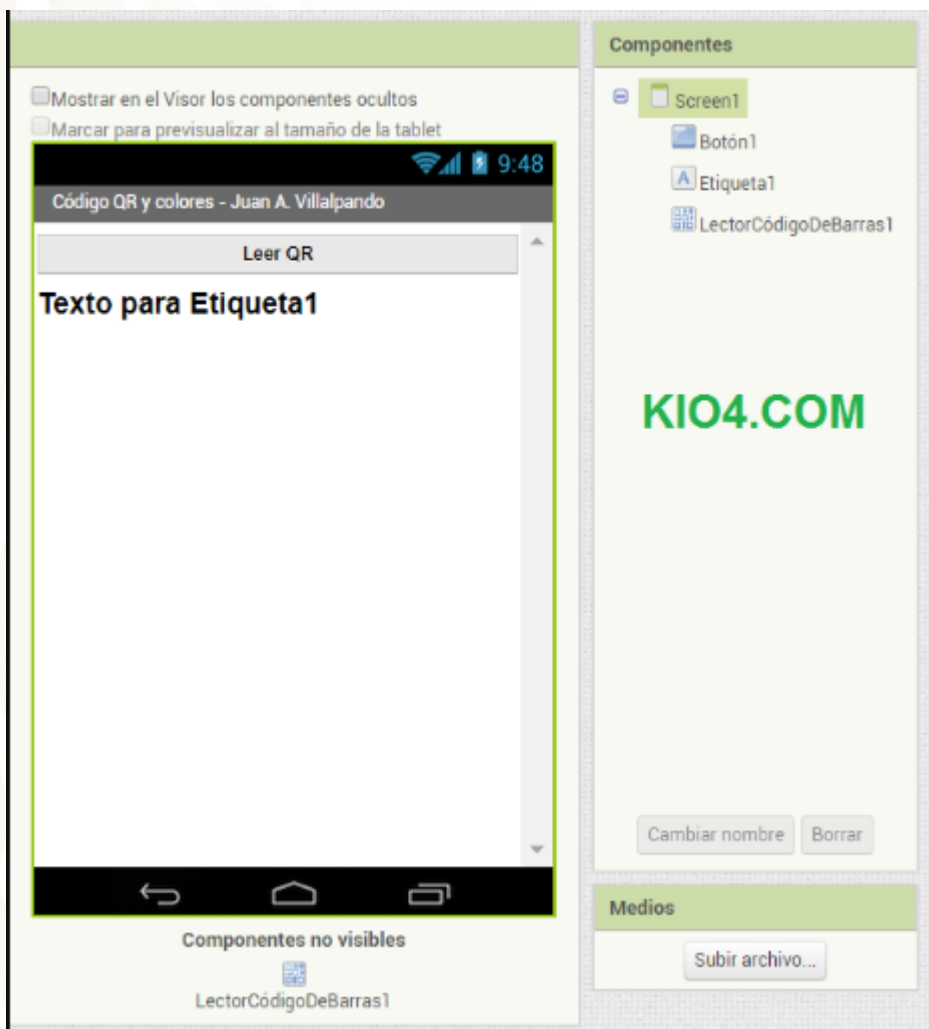 Mostrar en el Visor los componentes ocultos
Marcar para previsualizar al tamaño de la tablet
9:48
Código QR y colores - Juan A. Villalpando
Leer QR
Texto para Etiqueta1
Componentes no visibles
LectorCódigoDeBarras1
Componentes
Screen1
Botón1
Etiqueta1
LectorCódigoDeBarras1
KIO4.COM
Cambiar nombre Borrar
Medios
Subir archivo...